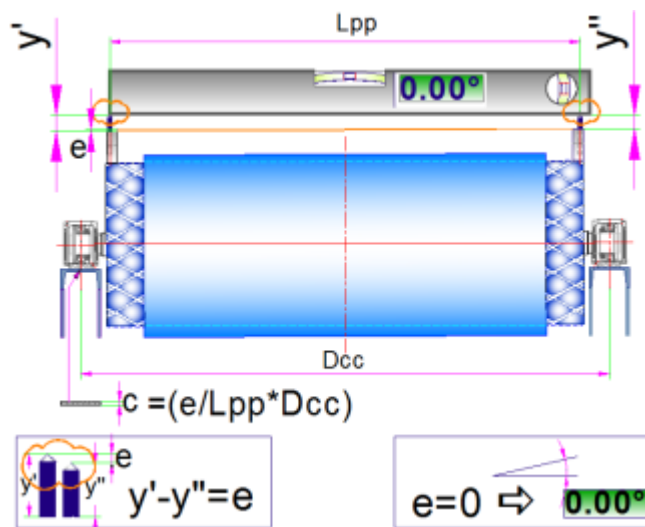 Lpp
y'
y"
0.00°
e
Dcc
c =(e/Lpp*Dcc)
e
y'
y"
y'-y"=e
e=0 ⇨ 0.00°